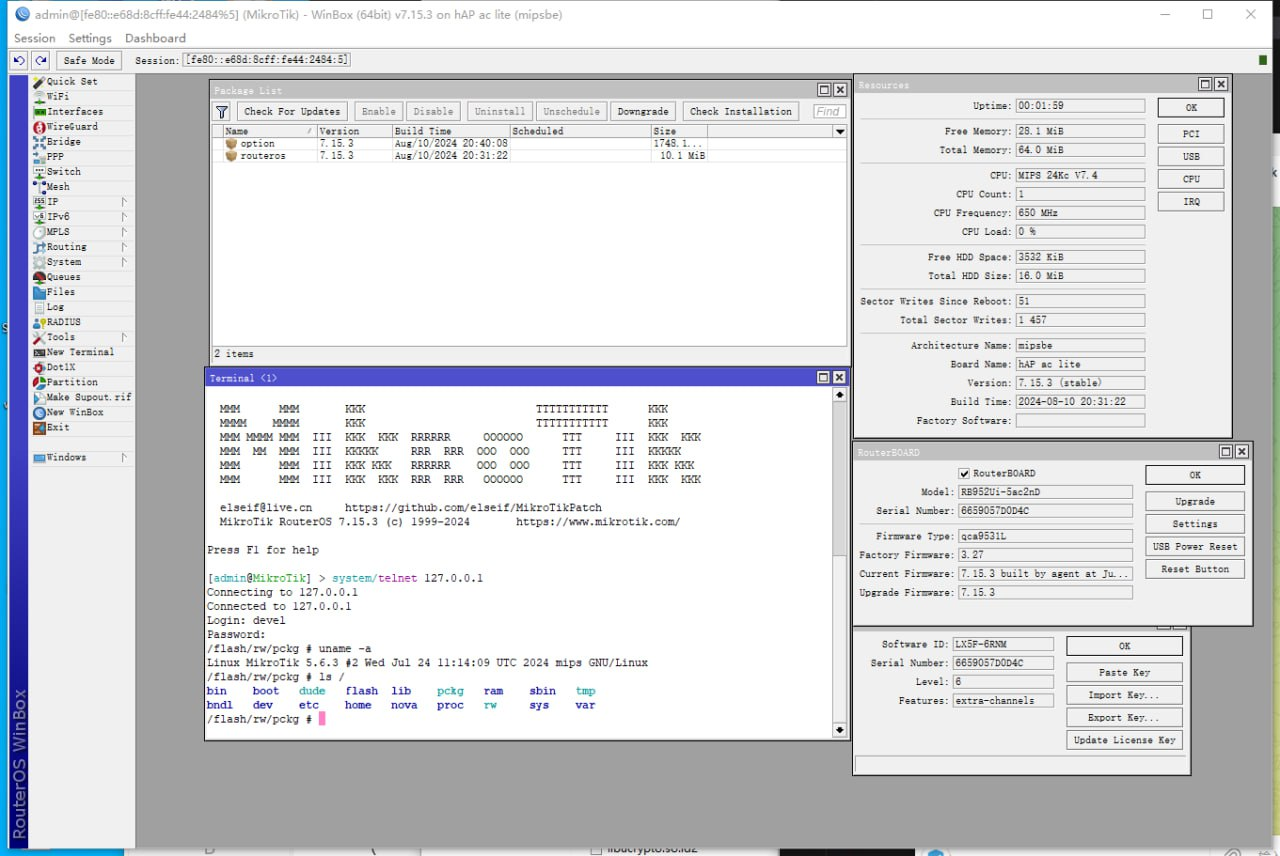 admin@[fe80::e68d:8cff:fe44:2484%5] (MikroTik) - WinBox (64bit) v7.15.3 on hAP ac lite (mipsbe)
Session Settings Dashboard
Safe Mode Session: [fe80::e68d:8cff:fe44:2484:5]
Quick Set
WiFi
Interfaces
WireGuard
Bridge
PPP
Switch
Mesh
IP
IPv6
MPLS
Routing
System
Queues
Files
Log
RADIUS
Tools
New Terminal
Dot1X
Partition
Make Supout.rif
New WinBox
Exit
Windows
RouterOS WinBox
Package List
Check For Updates Enable Disable Uninstall Unschedule Downgrade Check Installation Find
Name Version Build Time Scheduled Size
option 7.15.3 Aug/10/2024 20:40:08 1748.1...
routeros 7.15.3 Aug/10/2024 20:31:22 10.1 MiB
2 items
Terminal <1>
MMM MMM KKK TTTTTTTTTTT KKK
MMMM MMMM KKK TTTTTTTTTTT KKK
MMM MMMM MMM III KKK KKK RRRRRR OOOOOO TTT III KKK KKK
MMM MM MMM III KKKKK RRR RRR OOO OOO TTT III KKKKK
MMM MMM III KKK KKK RRRRRR OOO OOO TTT III KKK KKK
MMM MMM III KKK KKK RRR RRR OOOOOO TTT III KKK KKK
elseif@live.cn https://github.com/elseif/MikroTikPatch
MikroTik RouterOS 7.15.3 (c) 1999-2024 https://www.mikrotik.com/
Press F1 for help
[admin@MikroTik] > system/telnet 127.0.0.1
Connecting to 127.0.0.1
Connected to 127.0.0.1
Login: devel
Password:
/flash/rw/pckg # uname -a
Linux MikroTik 5.6.3 #2 Wed Jul 24 11:14:09 UTC 2024 mips GNU/Linux
/flash/rw/pckg # ls /
bin boot dude flash lib pckg ram sbin tmp
bndl dev etc home nova proc rw sys var
/flash/rw/pckg #
Resources
Uptime: 00:01:59
Free Memory: 28.1 MiB
Total Memory: 64.0 MiB
CPU: MIPS 24Kc V7.4
CPU Count: 1
CPU Frequency: 650 MHz
CPU Load: 0 %
Free HDD Space: 3532 KiB
Total HDD Size: 16.0 MiB
Sector Writes Since Reboot: 51
Total Sector Writes: 1 457
Architecture Name: mipsbe
Board Name: hAP ac lite
Version: 7.15.3 (stable)
Build Time: 2024-08-10 20:31:22
Factory Software:
OK
PCI
USB
CPU
IRQ
RouterBOARD
RouterBOARD
Model: RB952Ui-5ac2nD
Serial Number: 6659057D0D4C
Firmware Type: qca9531L
Factory Firmware: 3.27
Current Firmware: 7.15.3 built by agent at Ju...
Upgrade Firmware: 7.15.3
OK
Upgrade
Settings
USB Power Reset
Reset Button
Software ID: LX5P-6RNM
Serial Number: 6659057D0D4C
Level: 6
Features: extra-channels
OK
Paste Key
Import Key...
Export Key...
Update License Key